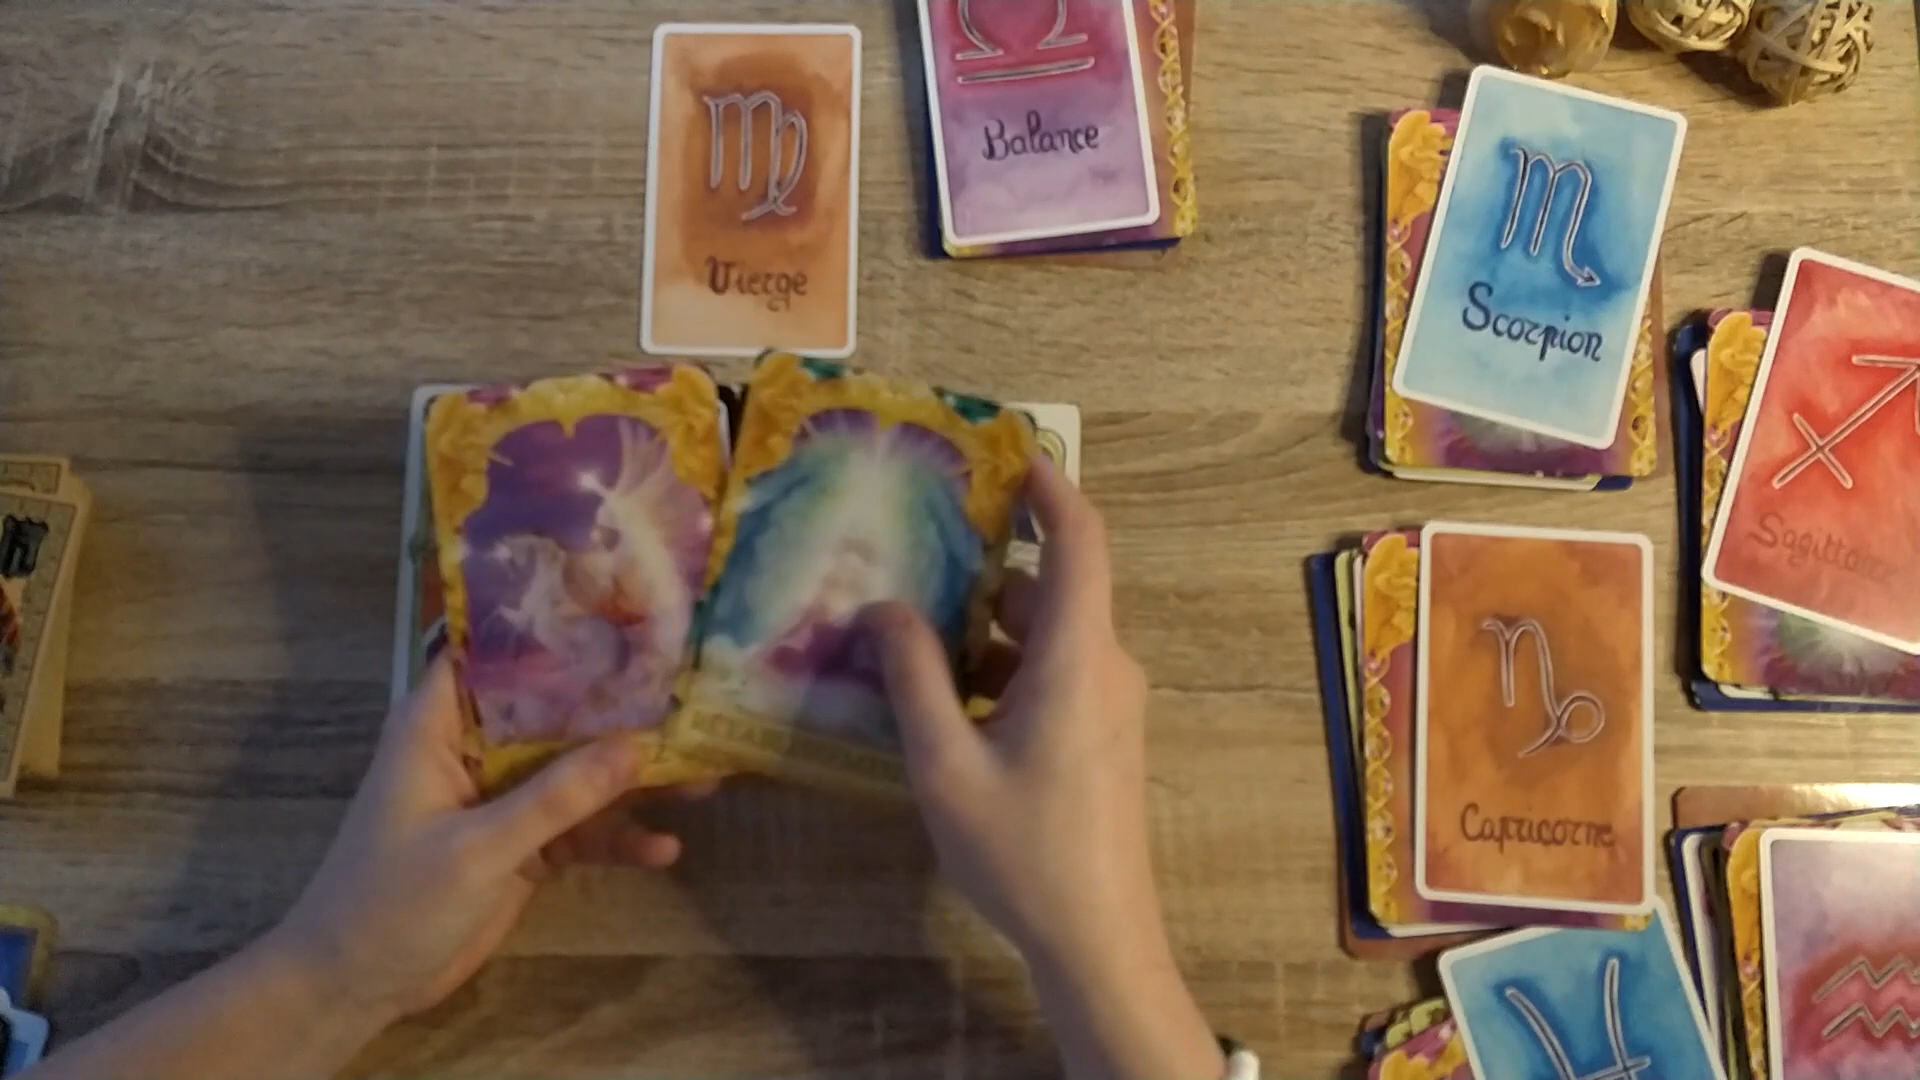 Vierge
Balance
Scorpion
Sagittaire
Capricorne